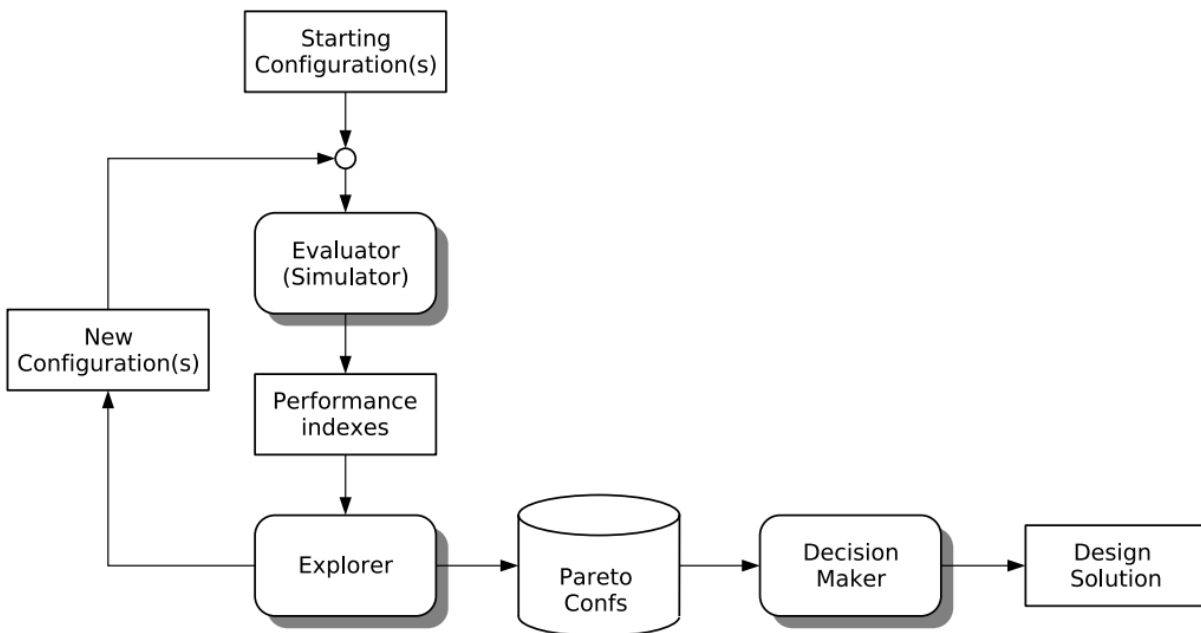 Starting
Configuration(s)
Evaluator
(Simulator)
New
Configuration(s)
Performance
indexes
Explorer
Pareto
Confs
Decision
Maker
Design
Solution